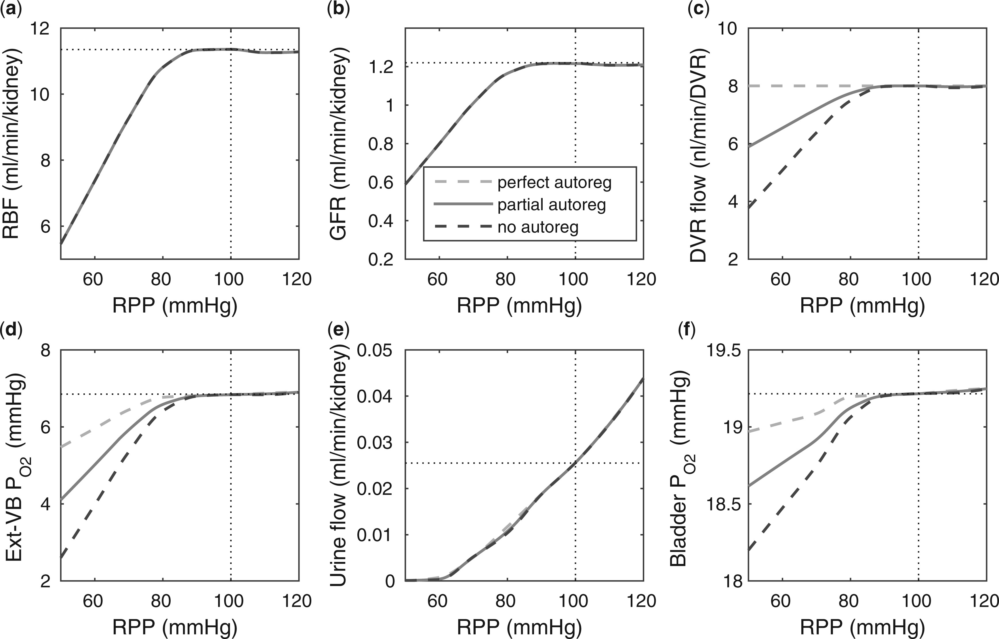 (a)
RBF (ml/min/kidney)
12
10
8
6
60 80 100 120
RPP (mmHg)
(b)
GFR (ml/min/kidney)
1.2
1
0.8
0.6
0.4
0.2
perfect autoreg
partial autoreg
no autoreg
60 80 100 120
RPP (mmHg)
(c)
DVR flow (nl/min/DVR)
10
8
6
4
2
60 80 100 120
RPP (mmHg)
(d)
Ext-VB PO2 (mmHg)
8
6
4
2
60 80 100 120
RPP (mmHg)
(e)
Urine flow (ml/min/kidney)
0.05
0.04
0.03
0.02
0.01
0
60 80 100 120
RPP (mmHg)
(f)
Bladder PO2 (mmHg)
19.5
19
18.5
18
60 80 100 120
RPP (mmHg)